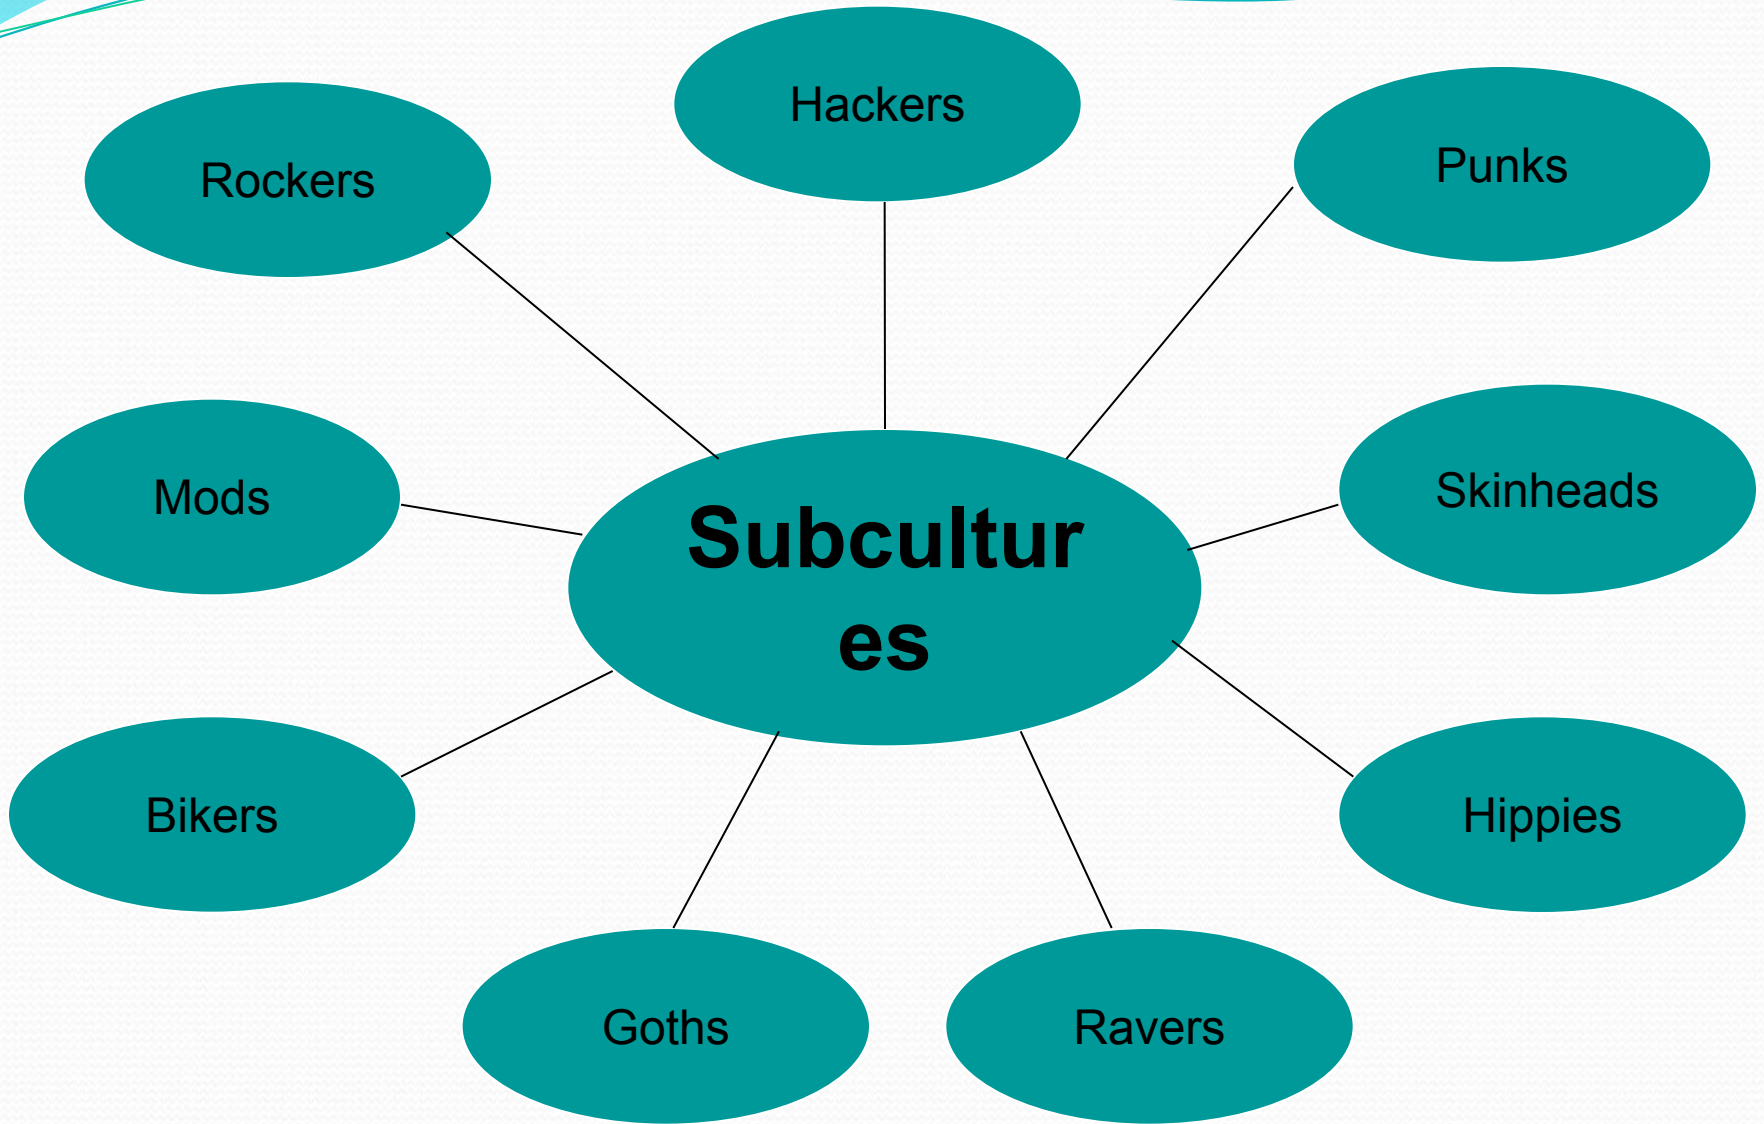 Hackers
Rockers
Punks
Mods
Skinheads
Subcultur
es
Bikers
Hippies
Goths
Ravers